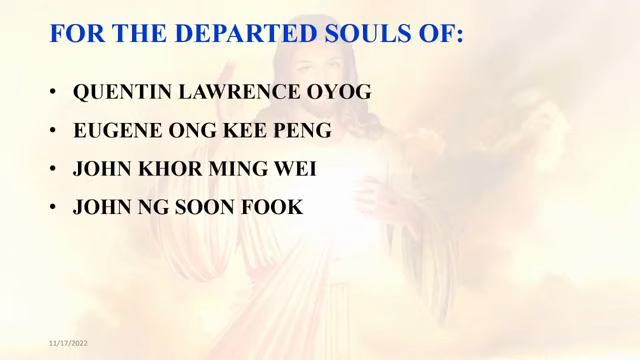 FOR THE DEPARTED SOULS OF:
• QUENTIN LAWRENCE OYOG
• EUGENE ONG KEE PENG
• JOHN KHOR MING WEI
• JOHN NG SOON FOOK
11/17/2022